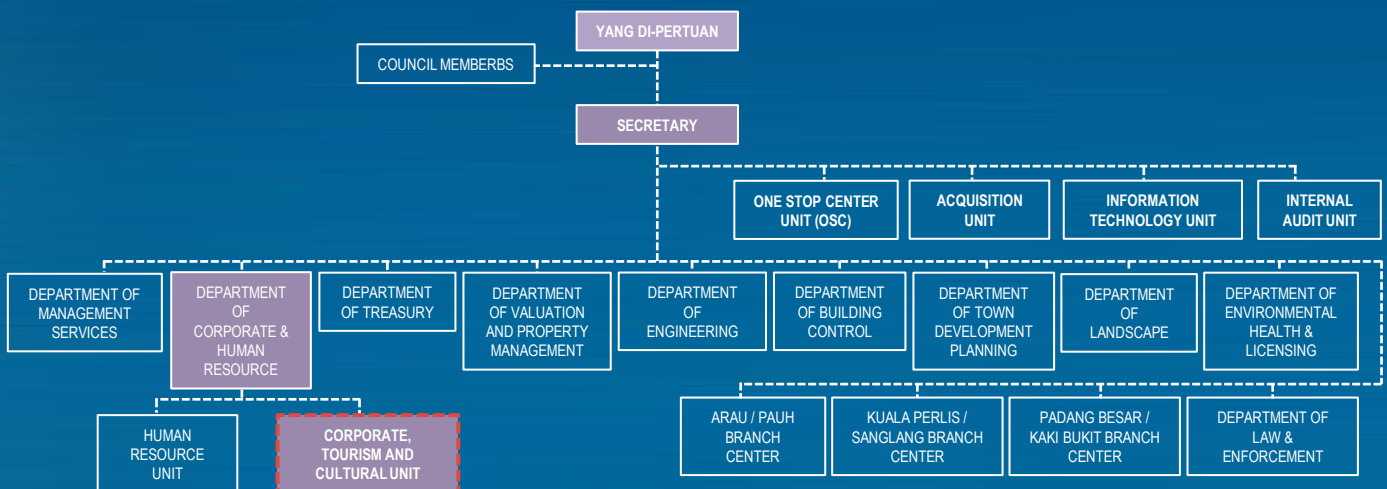 YANG DI-PERTUAN
COUNCIL MEMBERBS
SECRETARY
ONE STOP CENTER
UNIT (OSC)
ACQUISITION
UNIT
INFORMATION
TECHNOLOGY UNIT
INTERNAL
AUDIT UNIT
DEPARTMENT OF
MANAGEMENT
SERVICES
DEPARTMENT
OF
CORPORATE &
HUMAN
RESOURCE
DEPARTMENT
OF TREASURY
DEPARTMENT
OF VALUATION
AND PROPERTY
MANAGEMENT
DEPARTMENT
OF
ENGINEERING
DEPARTMENT
OF BUILDING
CONTROL
DEPARTMENT
OF TOWN
DEVELOPMENT
PLANNING
DEPARTMENT
OF
LANDSCAPE
DEPARTMENT OF
ENVIRONMENTAL
HEALTH &
LICENSING
HUMAN
RESOURCE
UNIT
CORPORATE,
TOURISM AND
CULTURAL UNIT
ARAU / PAUH
BRANCH
CENTER
KUALA PERLIS /
SANGLANG BRANCH
CENTER
PADANG BESAR /
KAKI BUKIT BRANCH
CENTER
DEPARTMENT OF
LAW &
ENFORCEMENT